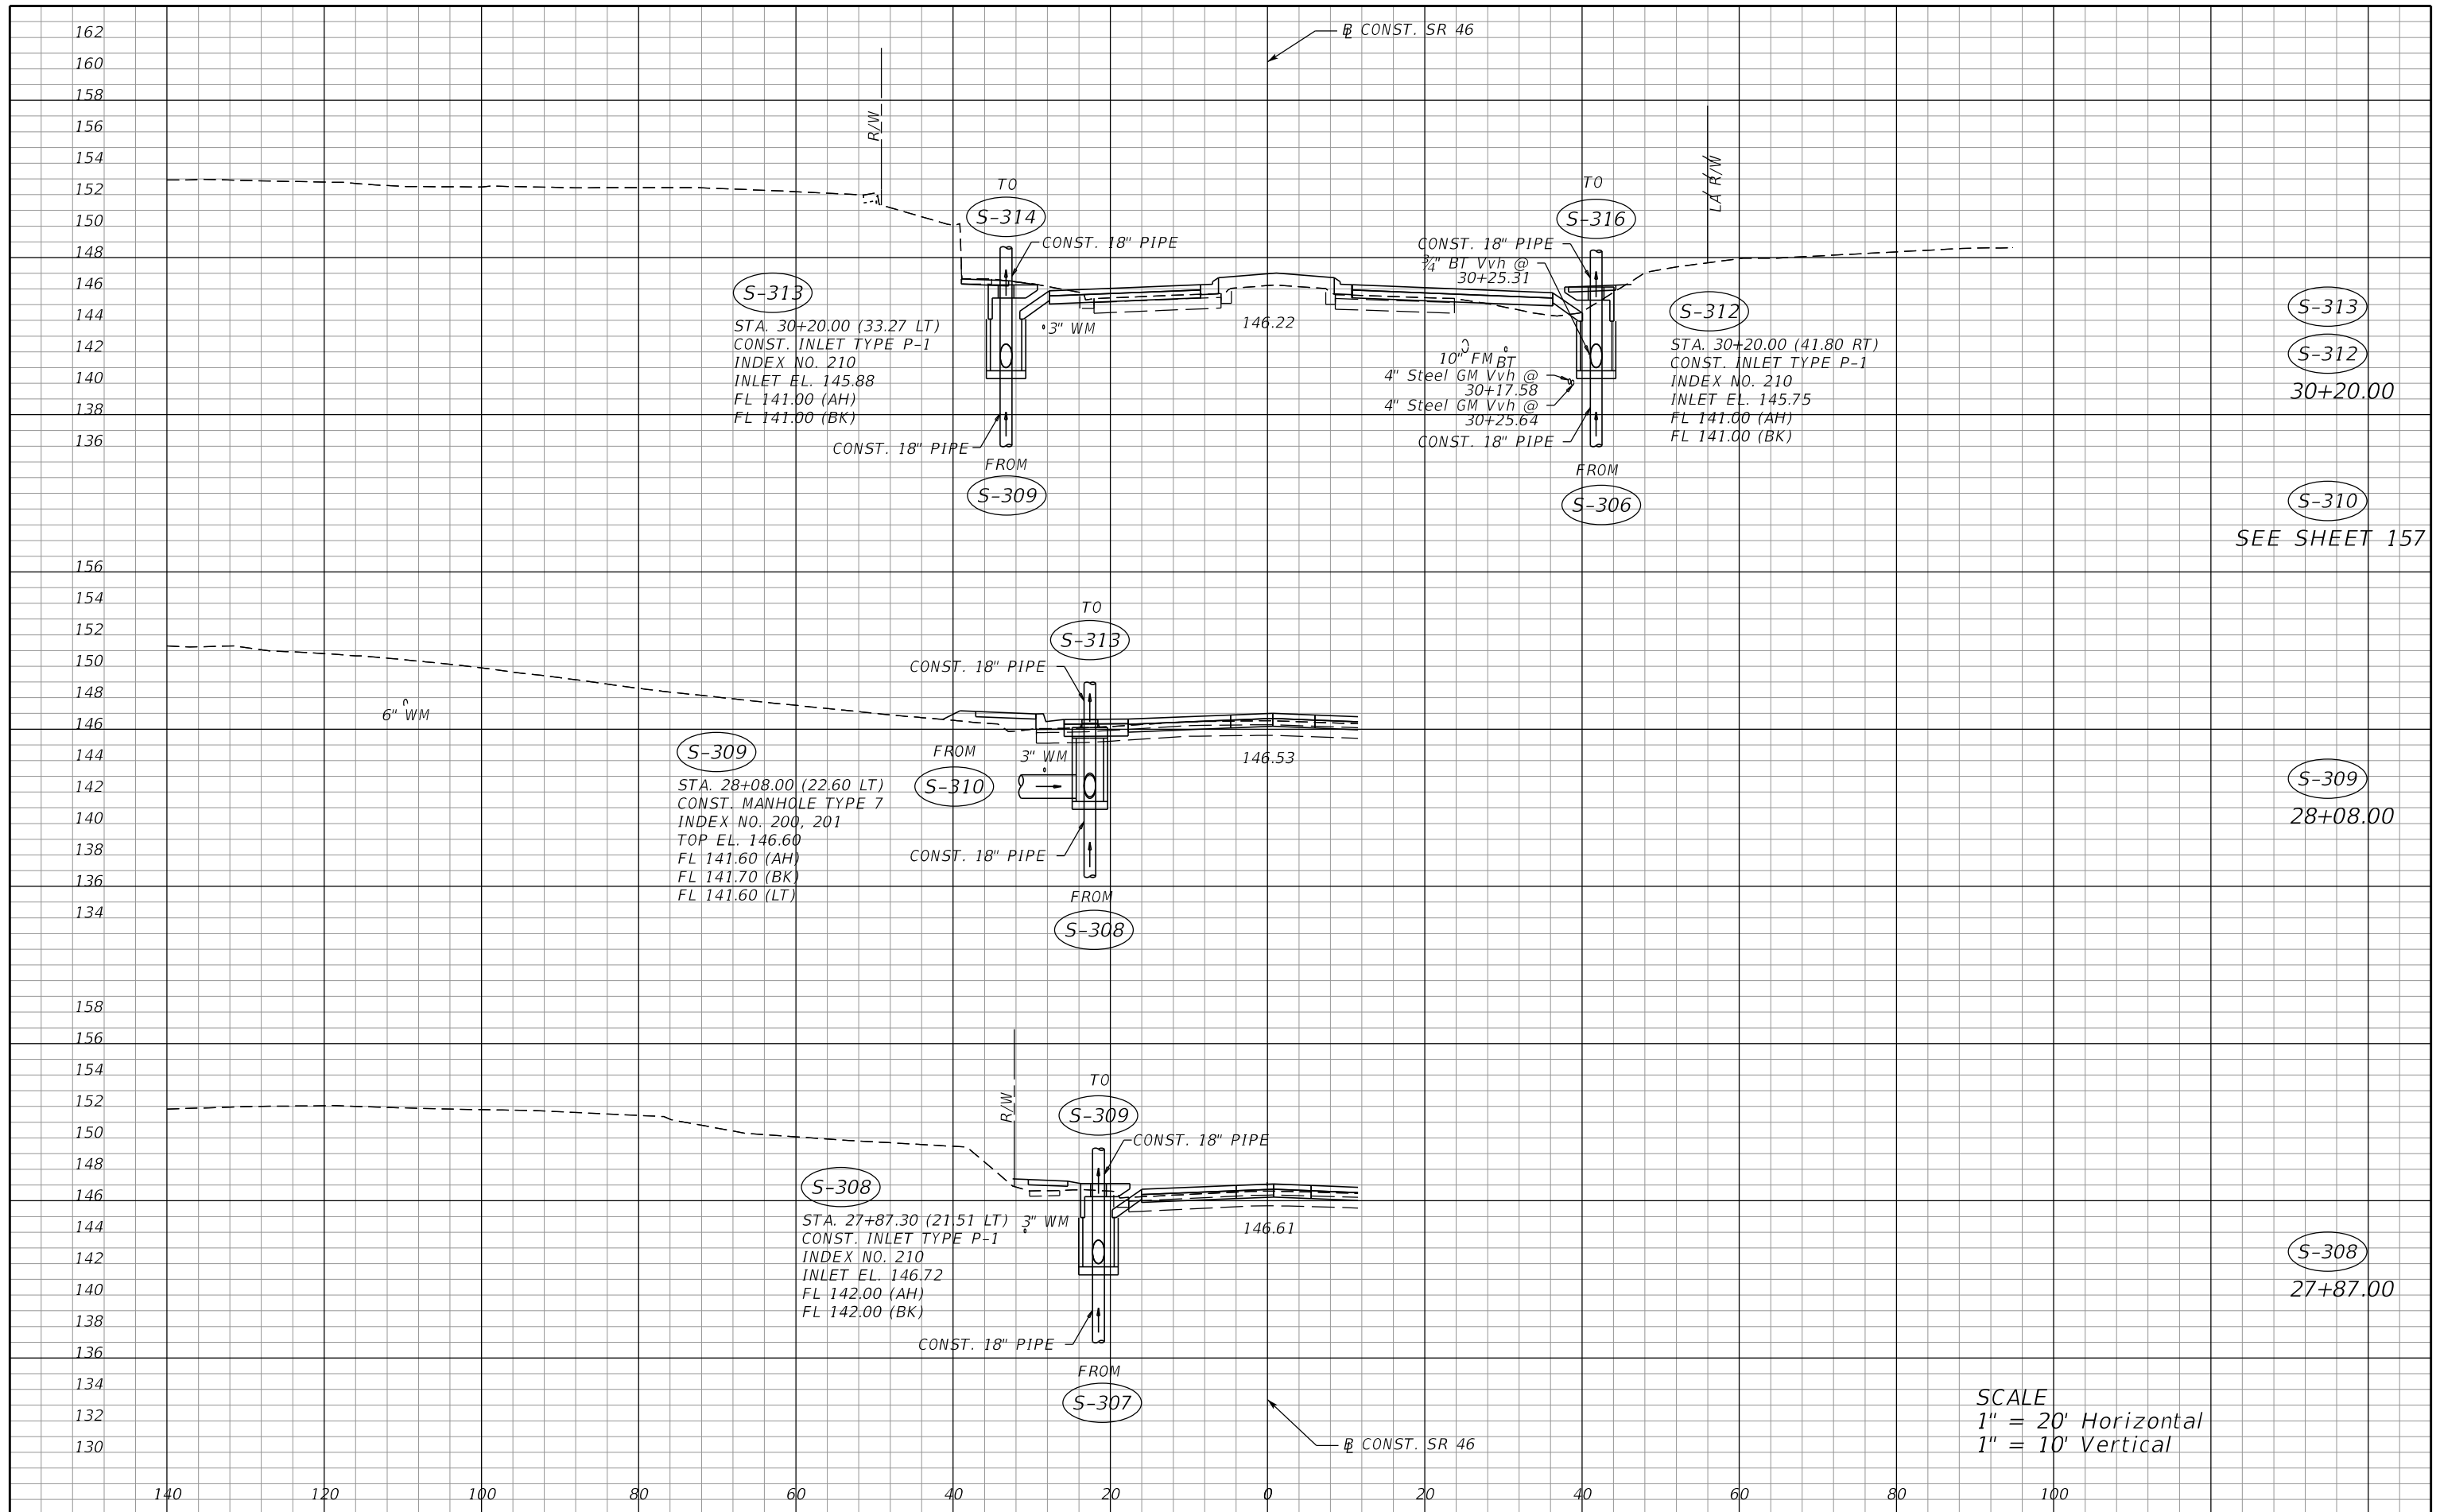 162
160
158
156
154
152
150
148
146
144
142
140
138
136
℄ CONST. SR 46
R/W
LA R/W
TO
S-314
CONST. 18" PIPE
S-313
STA. 30+20.00 (33.27 LT)
CONST. INLET TYPE P-1
INDEX NO. 210
INLET EL. 145.88
FL 141.00 (AH)
FL 141.00 (BK)
CONST. 18" PIPE
FROM
S-309
3" WM
146.22
TO
S-316
CONST. 18" PIPE
3/4" BT Vvh @
30+25.31
10" FM
BT
4" Steel GM Vvh @
30+17.58
4" Steel GM Vvh @
30+25.64
CONST. 18" PIPE
FROM
S-306
S-312
STA. 30+20.00 (41.80 RT)
CONST. INLET TYPE P-1
INDEX NO. 210
INLET EL. 145.75
FL 141.00 (AH)
FL 141.00 (BK)
S-313
S-312
30+20.00
S-310
SEE SHEET 157
156
154
152
150
148
146
144
142
140
138
136
134
TO
S-313
CONST. 18" PIPE
6" WM
S-309
STA. 28+08.00 (22.60 LT)
CONST. MANHOLE TYPE 7
INDEX NO. 200, 201
TOP EL. 146.60
FL 141.60 (AH)
FL 141.70 (BK)
FL 141.60 (LT)
FROM
S-310
3" WM
146.53
CONST. 18" PIPE
FROM
S-308
S-309
28+08.00
158
156
154
152
150
148
146
144
142
140
138
136
134
132
130
R/W
TO
S-309
CONST. 18" PIPE
S-308
STA. 27+87.30 (21.51 LT)
CONST. INLET TYPE P-1
INDEX NO. 210
INLET EL. 146.72
FL 142.00 (AH)
FL 142.00 (BK)
3" WM
146.61
CONST. 18" PIPE
FROM
S-307
S-308
27+87.00
℄ CONST. SR 46
SCALE
1" = 20' Horizontal
1" = 10' Vertical
140 120 100 80 60 40 20 0 20 40 60 80 100